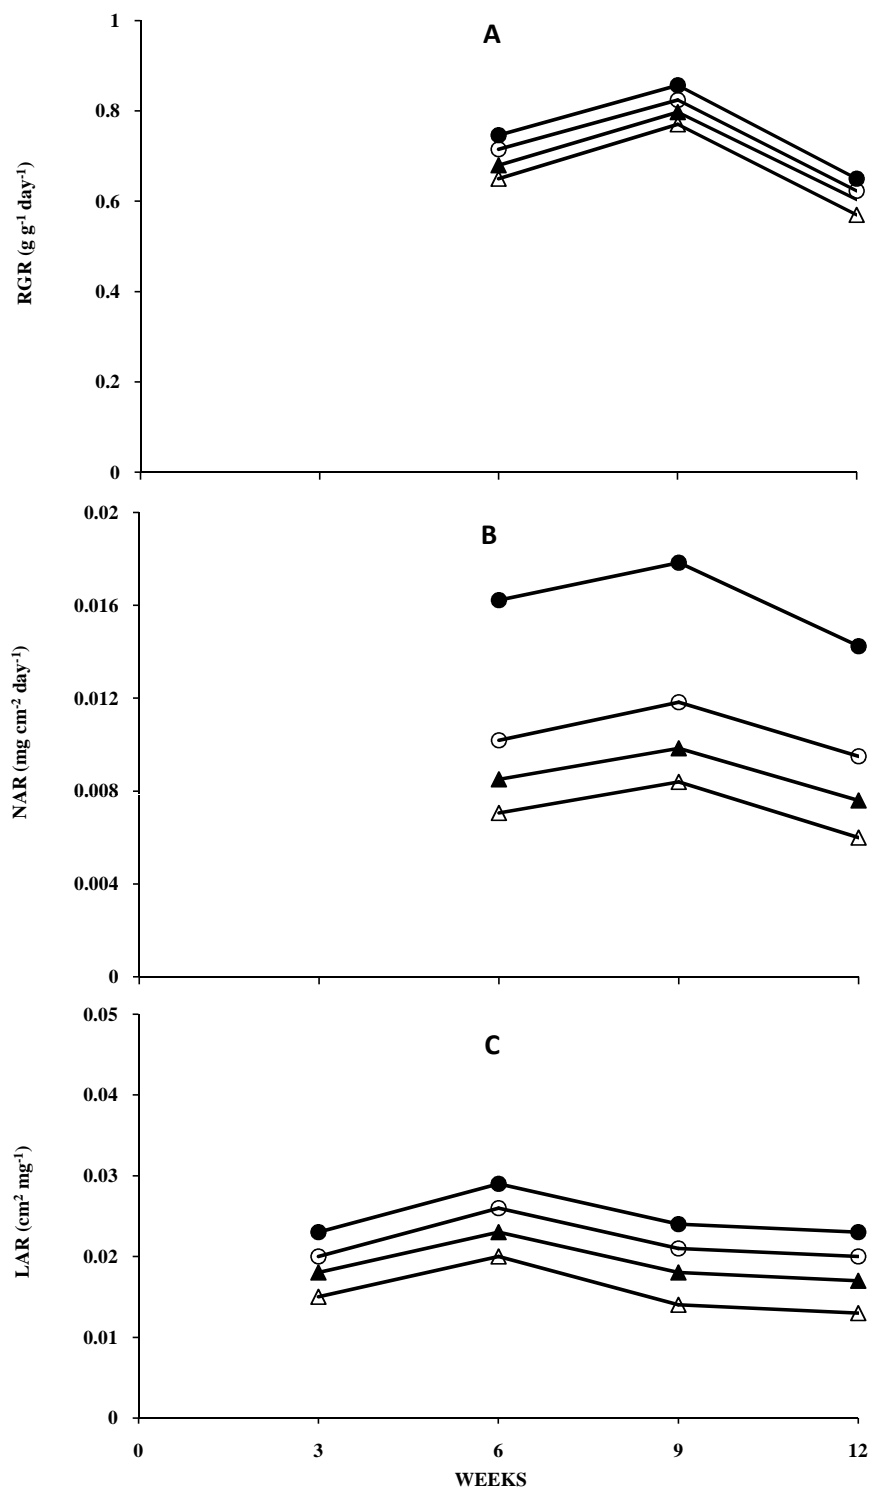 A
1
0.8
0.6
0.4
0.2
0
RGR (g g⁻¹ day⁻¹)
B
0.02
0.016
0.012
0.008
0.004
0
NAR (mg cm⁻² day⁻¹)
C
0.05
0.04
0.03
0.02
0.01
0
LAR (cm² mg⁻¹)
0 3 6 9 12
WEEKS